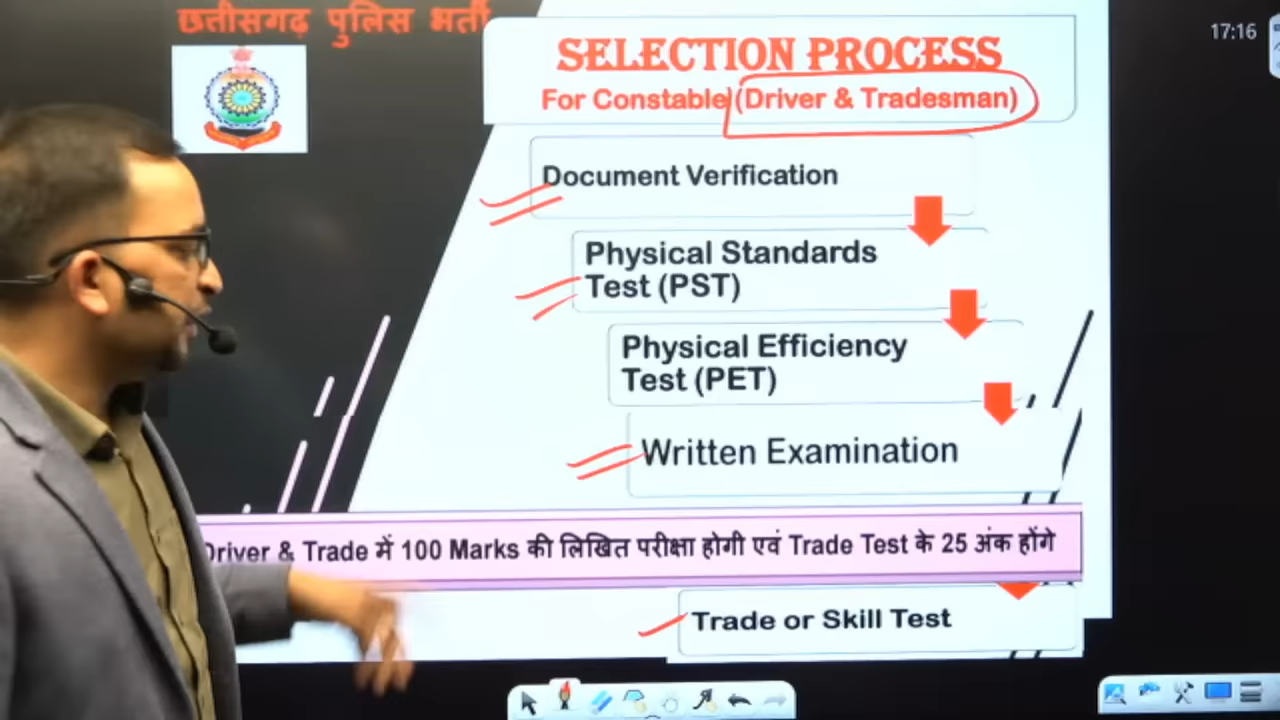 छत्तीसगढ़ पुलिस भर्ती
17:16
SELECTION PROCESS
For Constable (Driver & Tradesman)
Document Verification
Physical Standards
Test (PST)
Physical Efficiency
Test (PET)
Written Examination
Driver & Trade में 100 Marks की लिखित परीक्षा होगी एवं Trade Test के 25 अंक होंगे
Trade or Skill Test